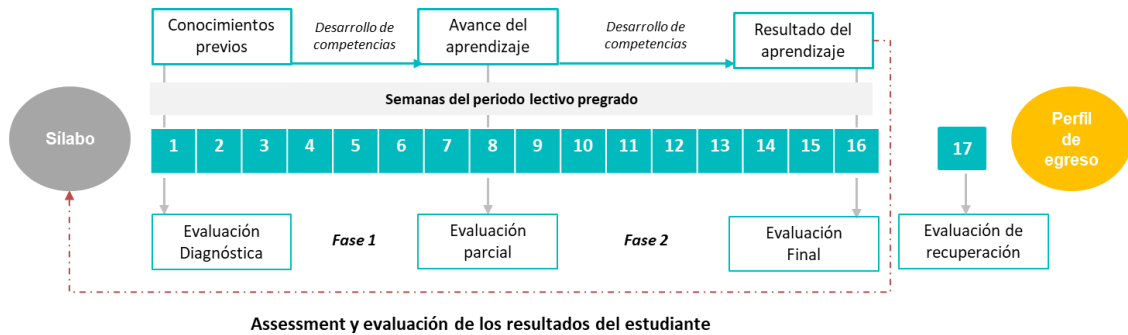 Conocimientos
previos
Desarrollo de
competencias
Avance del
aprendizaje
Desarrollo de
competencias
Resultado del
aprendizaje
Semanas del periodo lectivo pregrado
Sílabo
1 2 3 4 5 6 7 8 9 10 11 12 13 14 15 16
17
Perfil
de
egreso
Evaluación
Diagnóstica
Fase 1
Evaluación
parcial
Fase 2
Evaluación
Final
Evaluación de
recuperación
Assessment y evaluación de los resultados del estudiante